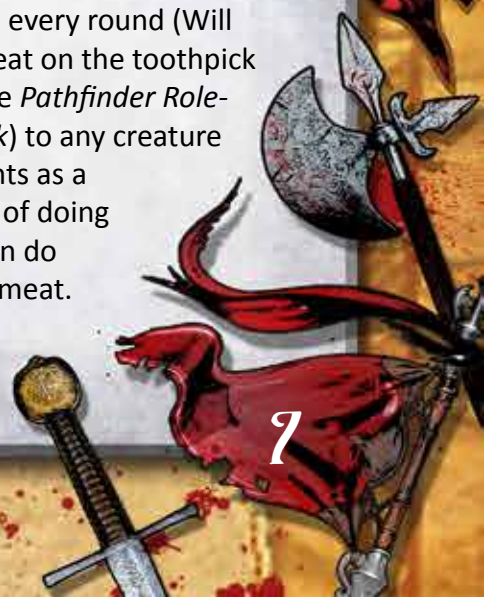 every round (Will
eat on the toothpick
e Pathfinder Role-
k) to any creature
nts as a
of doing
n do
meat.
7